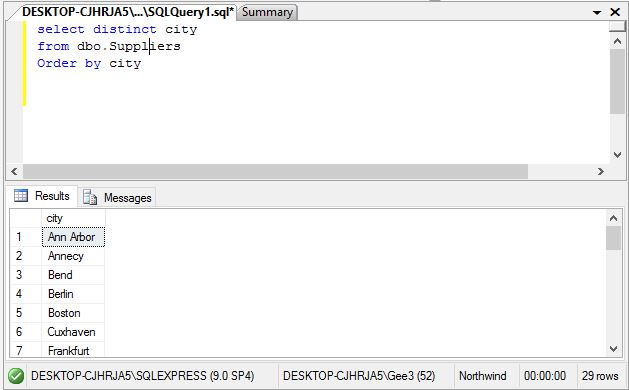 DESKTOP-CJHRJA5\...\SQLQuery1.sql* Summary
select distinct city
from dbo.Suppliers
Order by city
Results Messages
city
1 Ann Arbor
2 Annecy
3 Bend
4 Berlin
5 Boston
6 Cuxhaven
7 Frankfurt
DESKTOP-CJHRJA5\SQLEXPRESS (9.0 SP4) DESKTOP-CJHRJA5\Gee3 (52) Northwind 00:00:00 29 rows